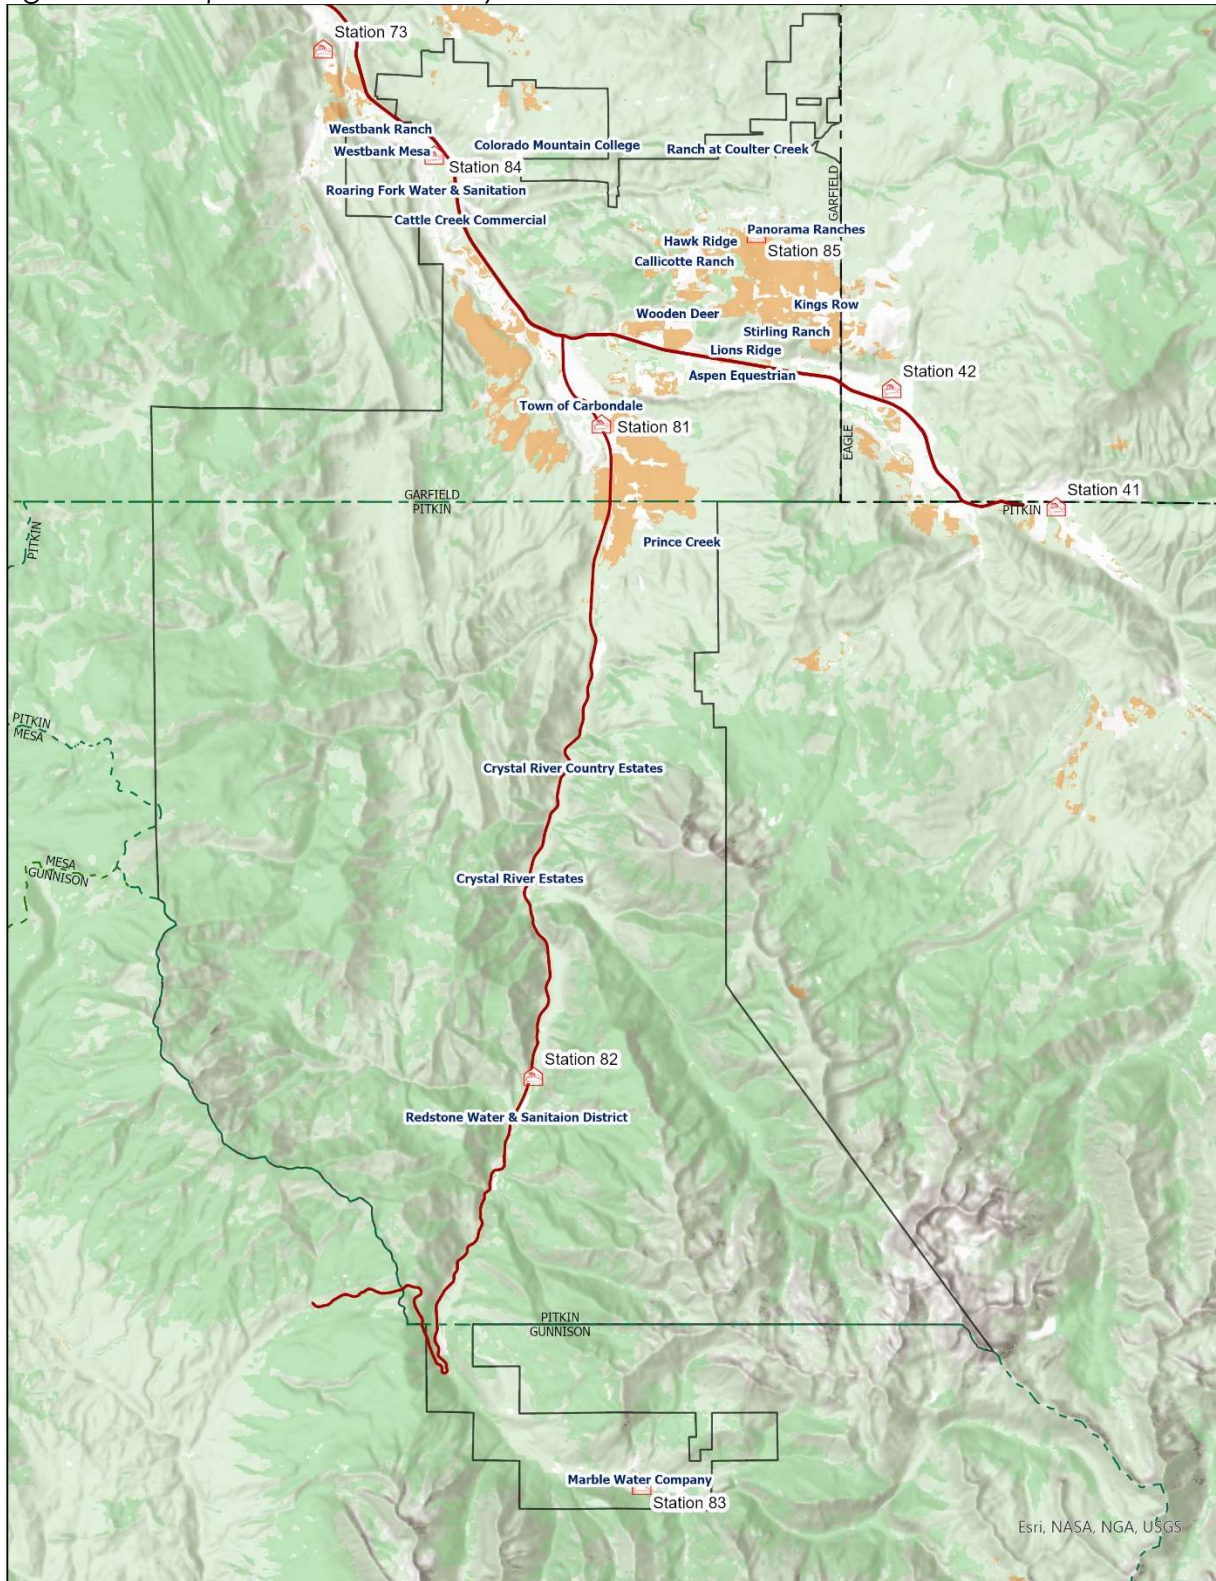 Station 73
Westbank Ranch
Colorado Mountain College
Ranch at Coulter Creek
Westbank Mesa
Station 84
Roaring Fork Water & Sanitation
GARFIELD
Cattle Creek Commercial
Panorama Ranches
Hawk Ridge
Station 85
Callicotte Ranch
Kings Row
Wooden Deer
Stirling Ranch
Lions Ridge
Aspen Equestrian
Station 42
Town of Carbondale
Station 81
EAGLE
Station 41
GARFIELD
PITKIN
PITKIN
PITKIN
Prince Creek
PITKIN
MESA
Crystal River Country Estates
MESA
GUNNISON
Crystal River Estates
Station 82
Redstone Water & Sanitaion District
PITKIN
GUNNISON
Marble Water Company
Station 83
Esri, NASA, NGA, USGS